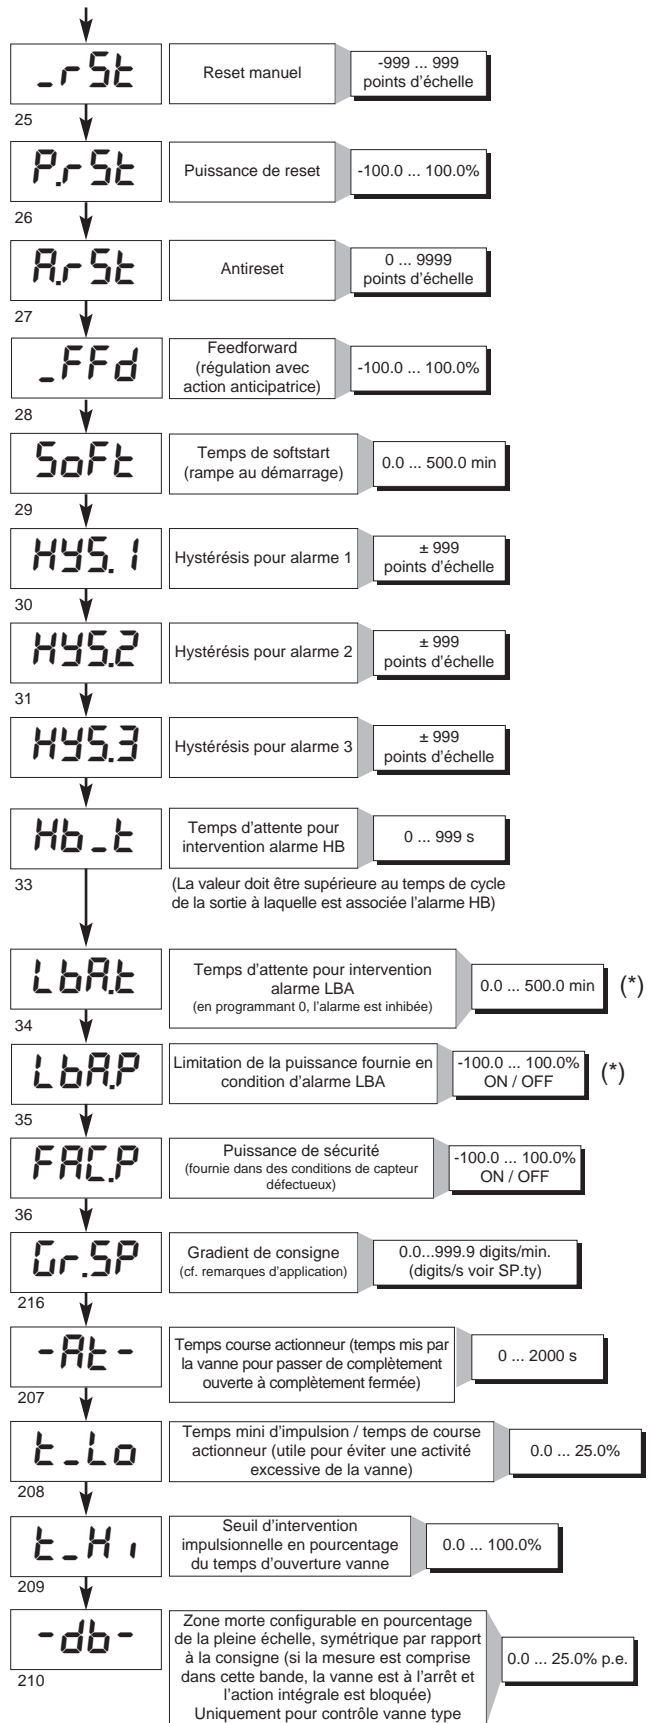 _rSt
Reset manuel
-999 ... 999
points d'échelle
25
P.rSt
Puissance de reset
-100.0 ... 100.0%
26
A.rSt
Antireset
0 ... 9999
points d'échelle
27
_FFd
Feedforward
(régulation avec
action anticipatrice)
-100.0 ... 100.0%
28
SoFt
Temps de softstart
(rampe au démarrage)
0.0 ... 500.0 min
29
HYS.1
Hystérésis pour alarme 1
± 999
points d'échelle
30
HYS.2
Hystérésis pour alarme 2
± 999
points d'échelle
31
HYS.3
Hystérésis pour alarme 3
± 999
points d'échelle
Hb_t
Temps d'attente pour
intervention alarme HB
0 ... 999 s
33
(La valeur doit être supérieure au temps de cycle
de la sortie à laquelle est associée l'alarme HB)
LbA.t
Temps d'attente pour intervention
alarme LBA
(en programmant 0, l'alarme est inhibée)
0.0 ... 500.0 min
(*)
34
LbA.P
Limitation de la puissance fournie en
condition d'alarme LBA
-100.0 ... 100.0%
ON / OFF
(*)
35
FAC.P
Puissance de sécurité
(fournie dans des conditions de capteur
défectueux)
-100.0 ... 100.0%
ON / OFF
36
Gr.SP
Gradient de consigne
(cf. remarques d'application)
0.0...999.9 digits/min.
(digits/s voir SP.ty)
216
-At-
Temps course actionneur (temps mis par
la vanne pour passer de complètement
ouverte à complètement fermée)
0 ... 2000 s
207
t_Lo
Temps mini d'impulsion / temps de course
actionneur (utile pour éviter une activité
excessive de la vanne)
0.0 ... 25.0%
208
t_Hi
Seuil d'intervention
impulsionnelle en pourcentage
du temps d'ouverture vanne
0.0 ... 100.0%
209
-db-
Zone morte configurable en pourcentage
de la pleine échelle, symétrique par rapport
à la consigne (si la mesure est comprise
dans cette bande, la vanne est à l'arrêt et
l'action intégrale est bloquée)
Uniquement pour contrôle vanne type
0.0 ... 25.0% p.e.
210